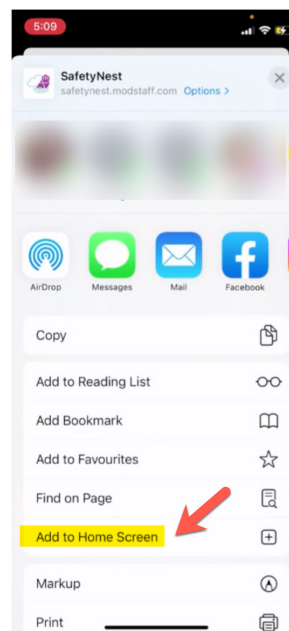 5:09
SafetyNest
safetynest.modstaff.com Options >
AirDrop Messages Mail Facebook
Copy
Add to Reading List
Add Bookmark
Add to Favourites
Find on Page
Add to Home Screen
Markup
Print